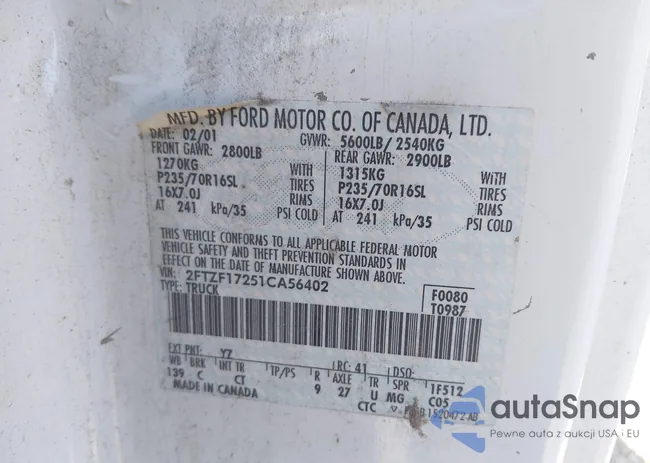 MFD. BY FORD MOTOR CO. OF CANADA, LTD.
DATE: 02/01 GVWR: 5600LB/ 2540KG
FRONT GAWR: 2800LB REAR GAWR: 2900LB
1270KG WITH 1315KG WITH
P235/70R16SL TIRES P235/70R16SL TIRES
16X7.0J RIMS 16X7.0J RIMS
AT 241 kPa/35 PSI COLD AT 241 kPa/35 PSI COLD
THIS VEHICLE CONFORMS TO ALL APPLICABLE FEDERAL MOTOR
VEHICLE SAFETY AND THEFT PREVENTION STANDARDS IN
EFFECT ON THE DATE OF MANUFACTURE SHOWN ABOVE.
VIN: 2FTZF17251CA56402
TYPE: TRUCK
F0080
T0987
EXT PNT: YZ RC: 41 DSO:
WB BRK INT TR TP/PS R AXLE TR SPR 1F512
139 C CT 9 27 U MG C05
MADE IN CANADA CTC
autaSnap
Pewne auta z aukcji USA i EU